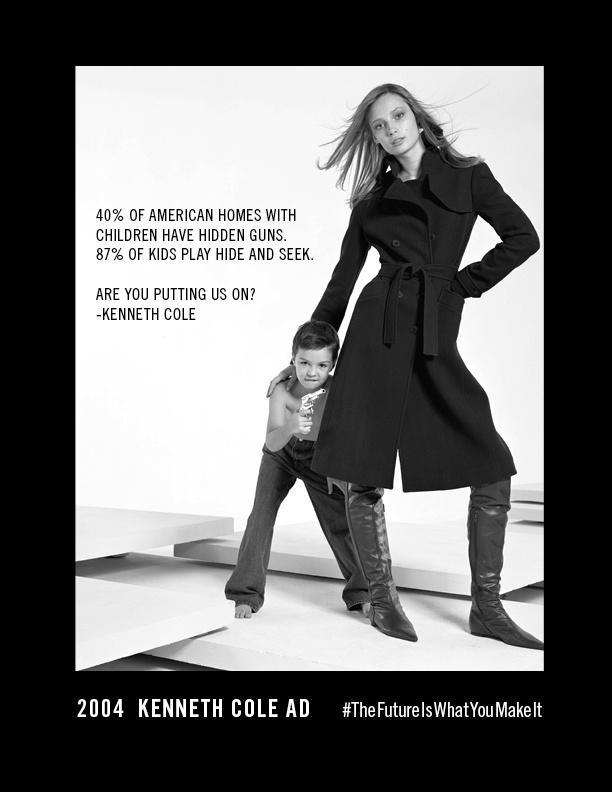 40% OF AMERICAN HOMES WITH
CHILDREN HAVE HIDDEN GUNS.
87% OF KIDS PLAY HIDE AND SEEK.
ARE YOU PUTTING US ON?
-KENNETH COLE
2004 KENNETH COLE AD #TheFutureIsWhatYouMakeIt